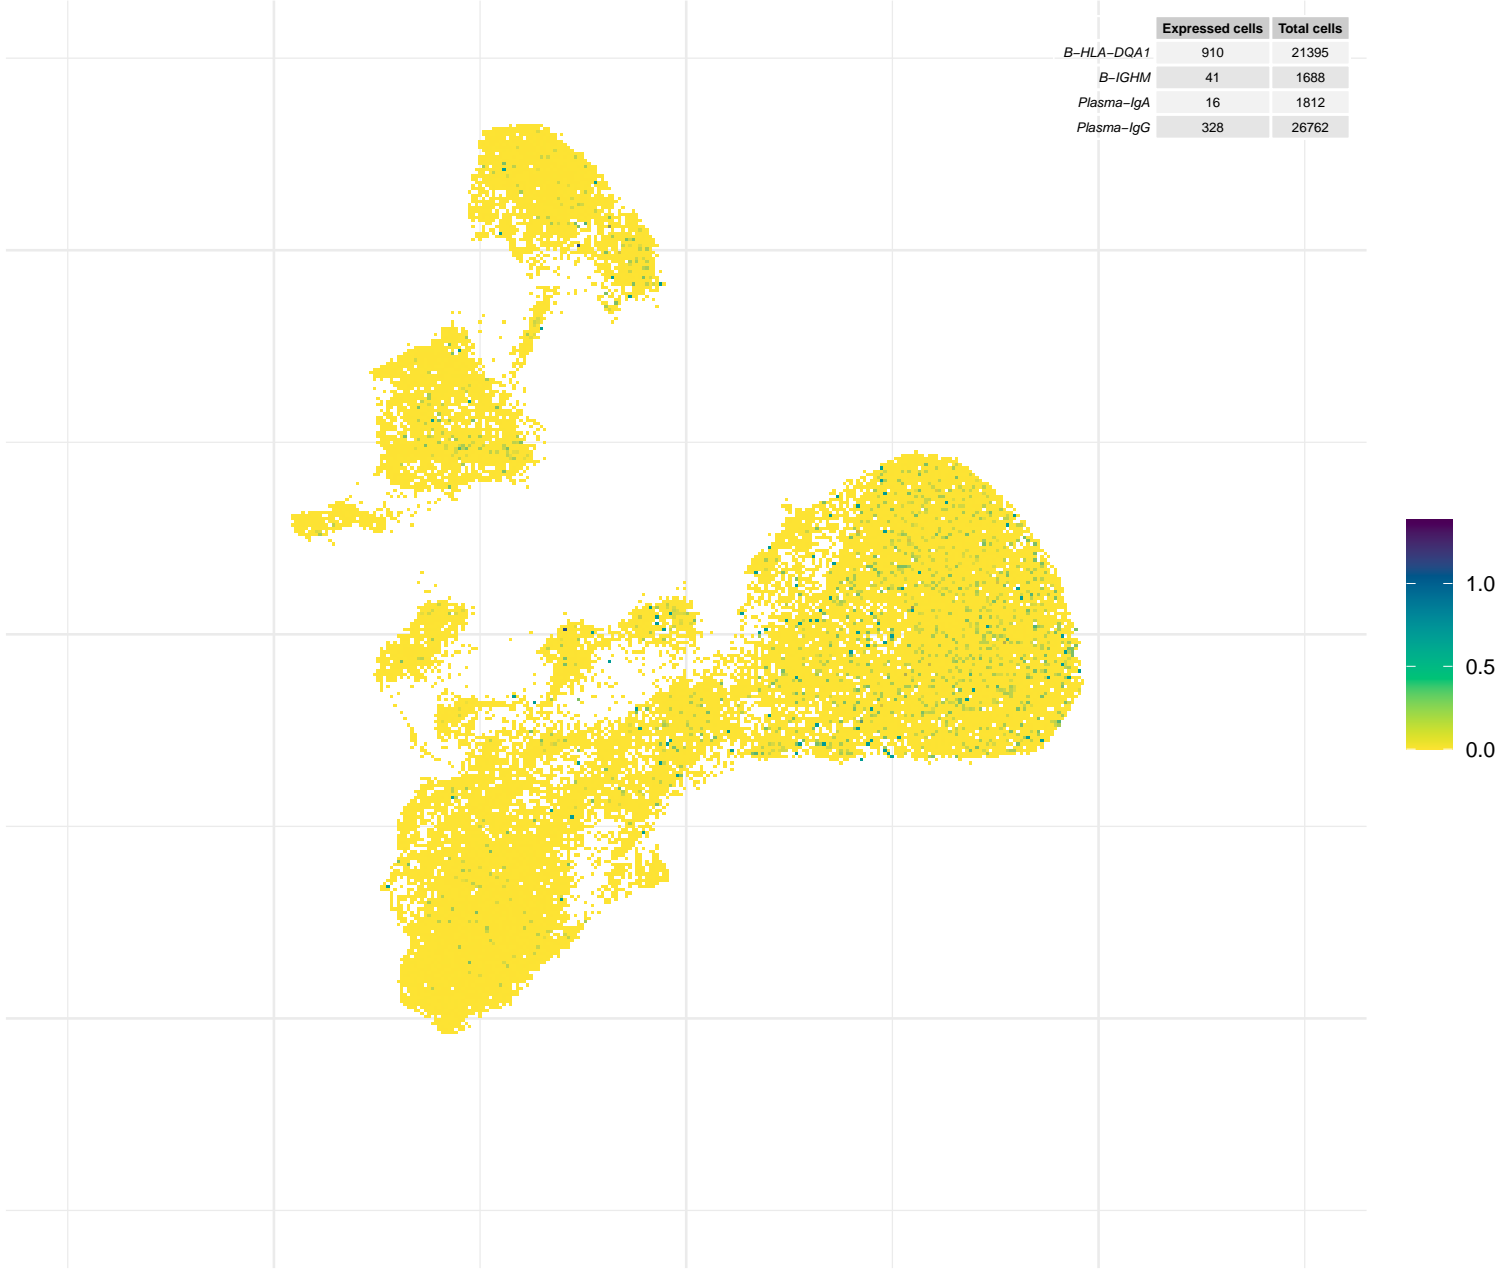 Expressed cells Total cells
B−HLA−DQA1 910 21395
B−IGHM 41 1688
Plasma−IgA 16 1812
Plasma−IgG 328 26762
1.0
0.5
0.0